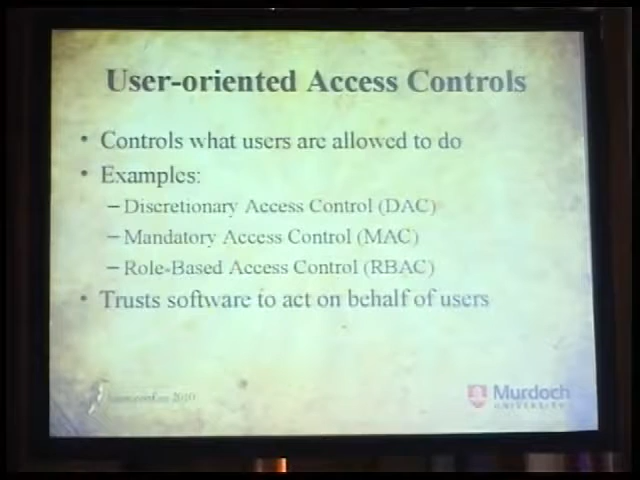 User-oriented Access Controls
• Controls what users are allowed to do
• Examples:
– Discretionary Access Control (DAC)
– Mandatory Access Control (MAC)
– Role-Based Access Control (RBAC)
• Trusts software to act on behalf of users
2010
Murdoch
UNIVERSITY